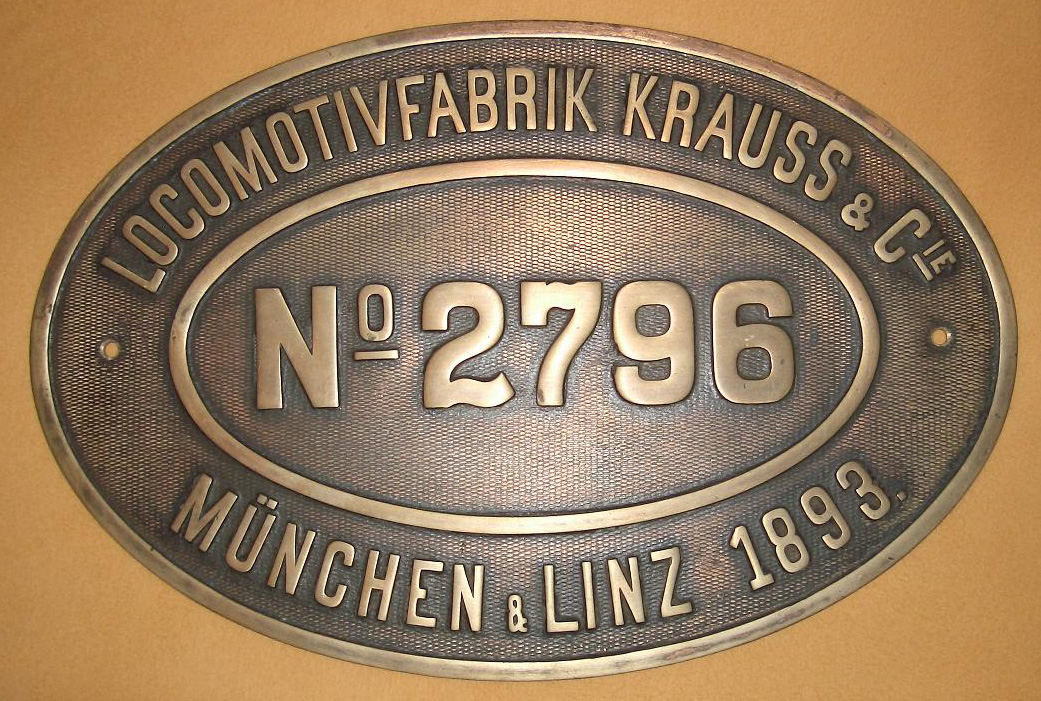 LOCOMOTIVFABRIK KRAUSS & CIE
Nº 2796
MÜNCHEN & LINZ 1893.